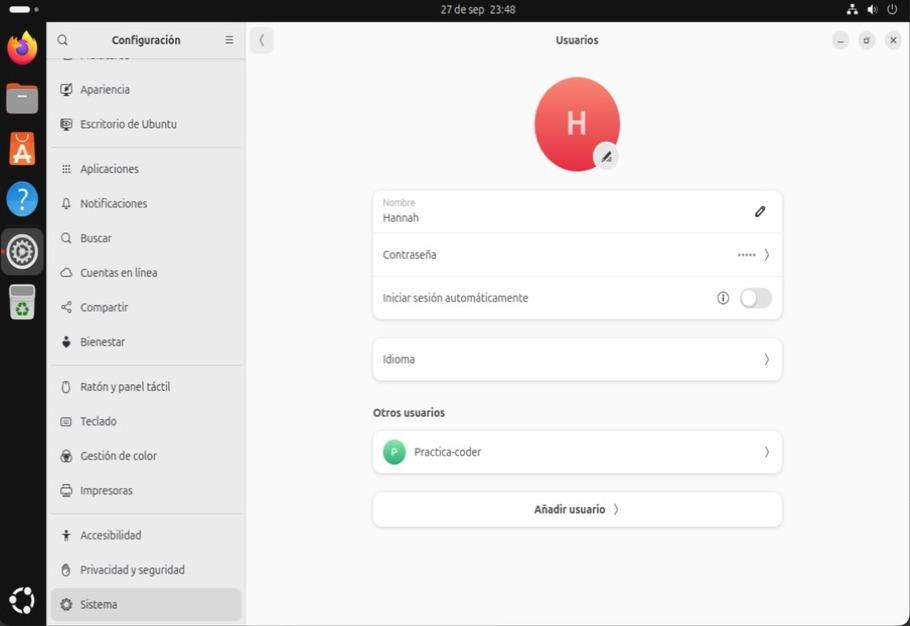 27 de sep 23:48
Configuración
Usuarios
Apariencia
Escritorio de Ubuntu
Aplicaciones
Notificaciones
Buscar
Cuentas en línea
Compartir
Bienestar
Ratón y panel táctil
Teclado
Gestión de color
Impresoras
Accesibilidad
Privacidad y seguridad
Sistema
H
Nombre
Hannah
Contraseña
Iniciar sesión automáticamente
Idioma
Otros usuarios
P Practica-coder
Añadir usuario